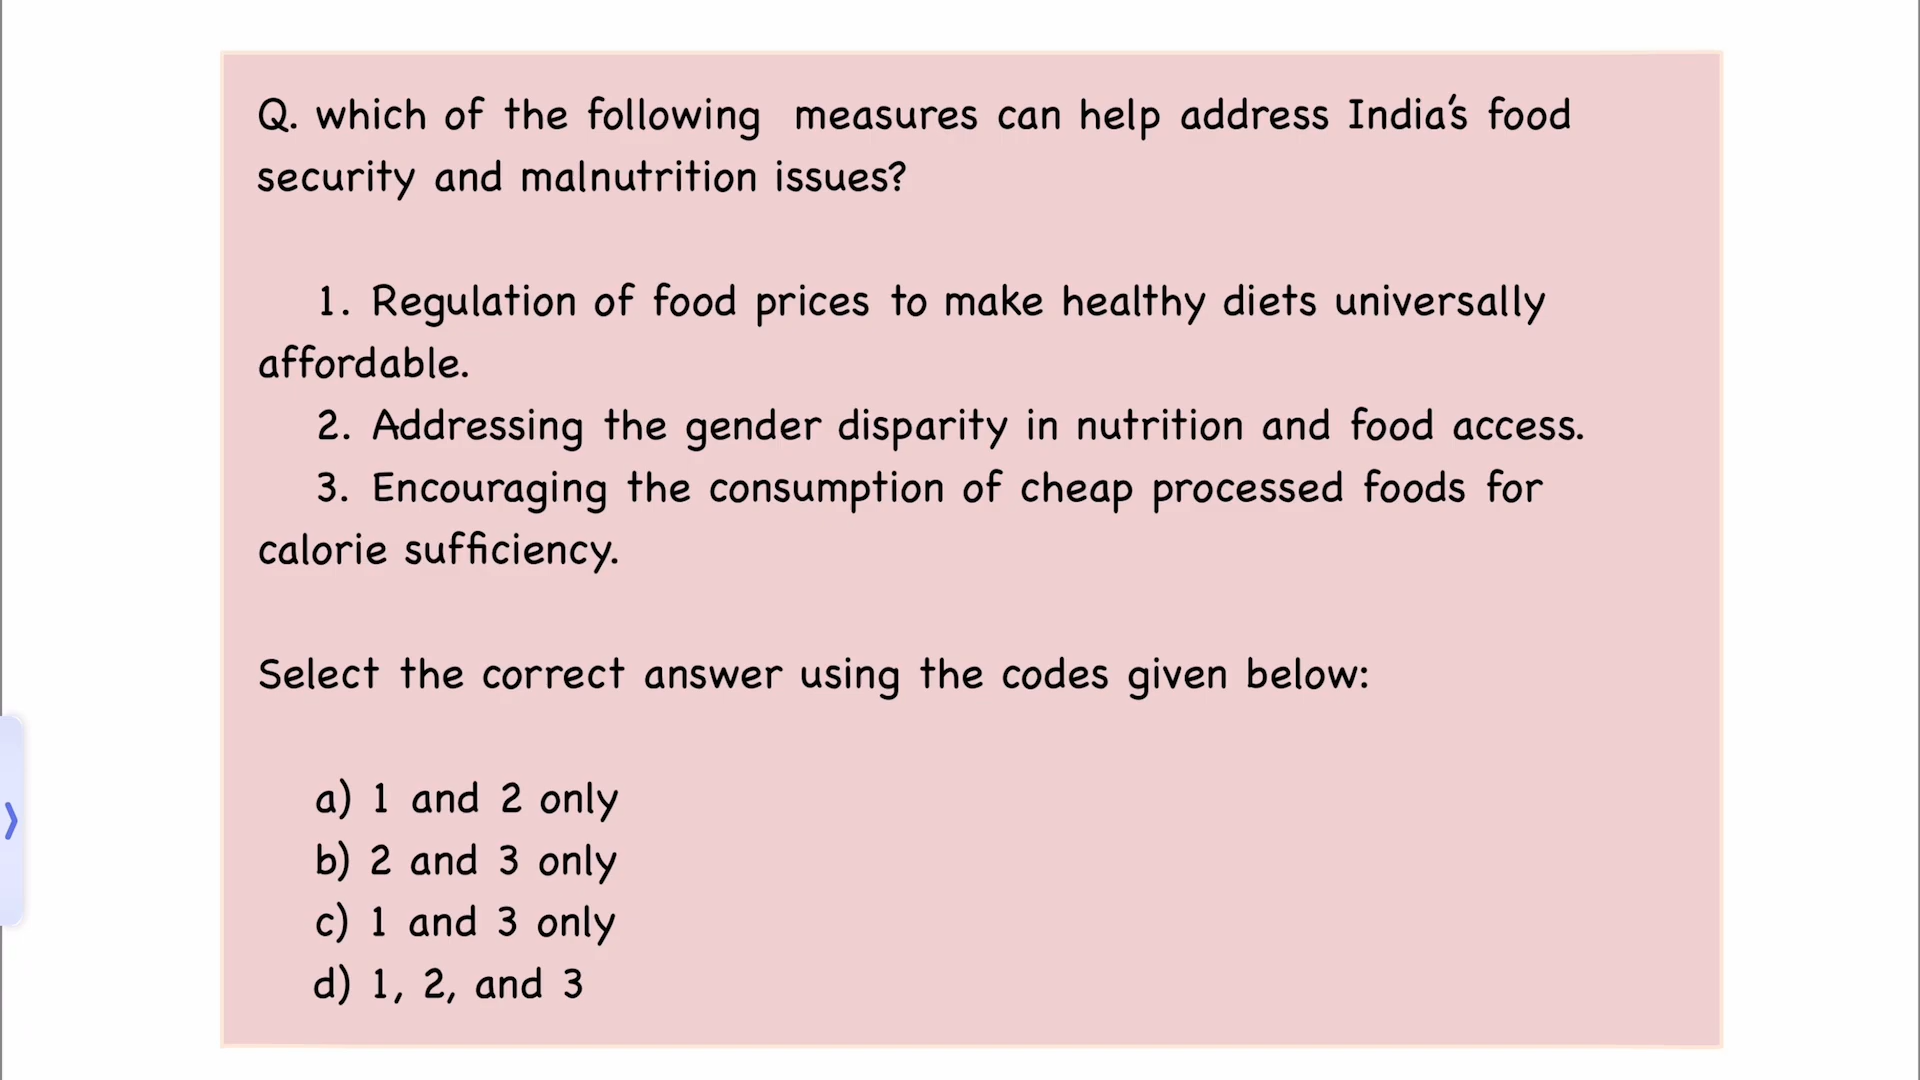 Q. which of the following measures can help address India's food
security and malnutrition issues?
1. Regulation of food prices to make healthy diets universally
affordable.
2. Addressing the gender disparity in nutrition and food access.
3. Encouraging the consumption of cheap processed foods for
calorie sufficiency.
Select the correct answer using the codes given below:
a) 1 and 2 only
b) 2 and 3 only
c) 1 and 3 only
d) 1, 2, and 3